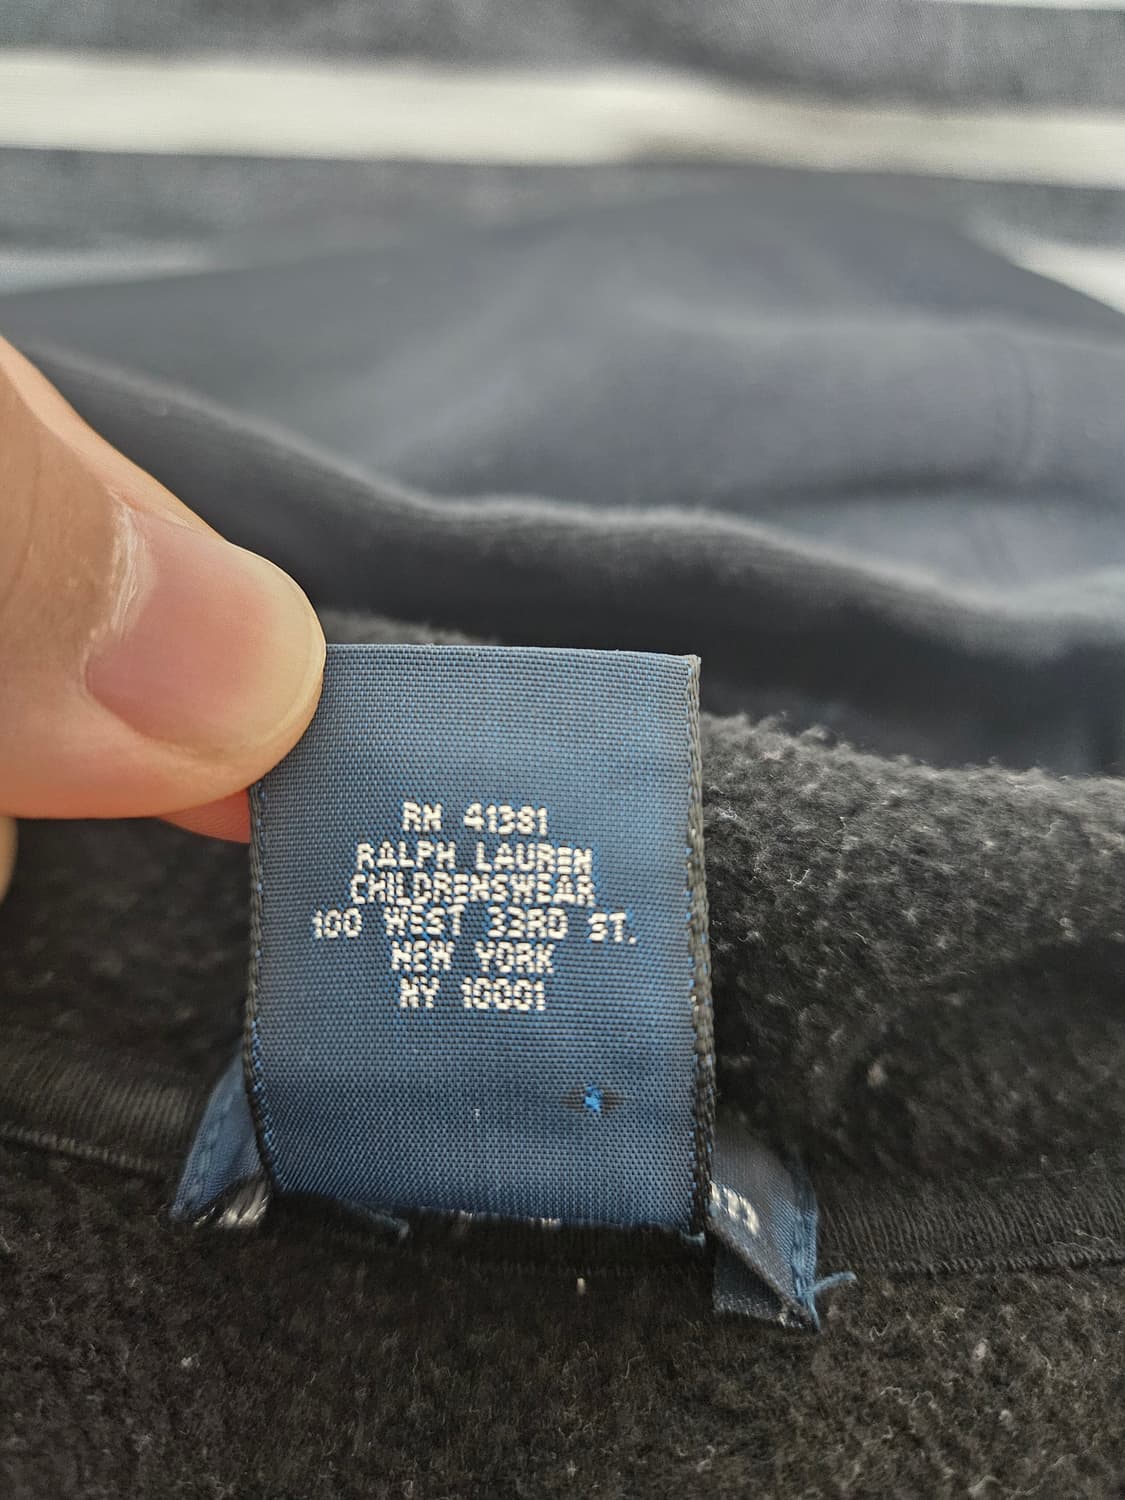 RN 41381
RALPH LAUREN
CHILDRENSWEAR
100 WEST 33RD ST.
NEW YORK
NY 10001